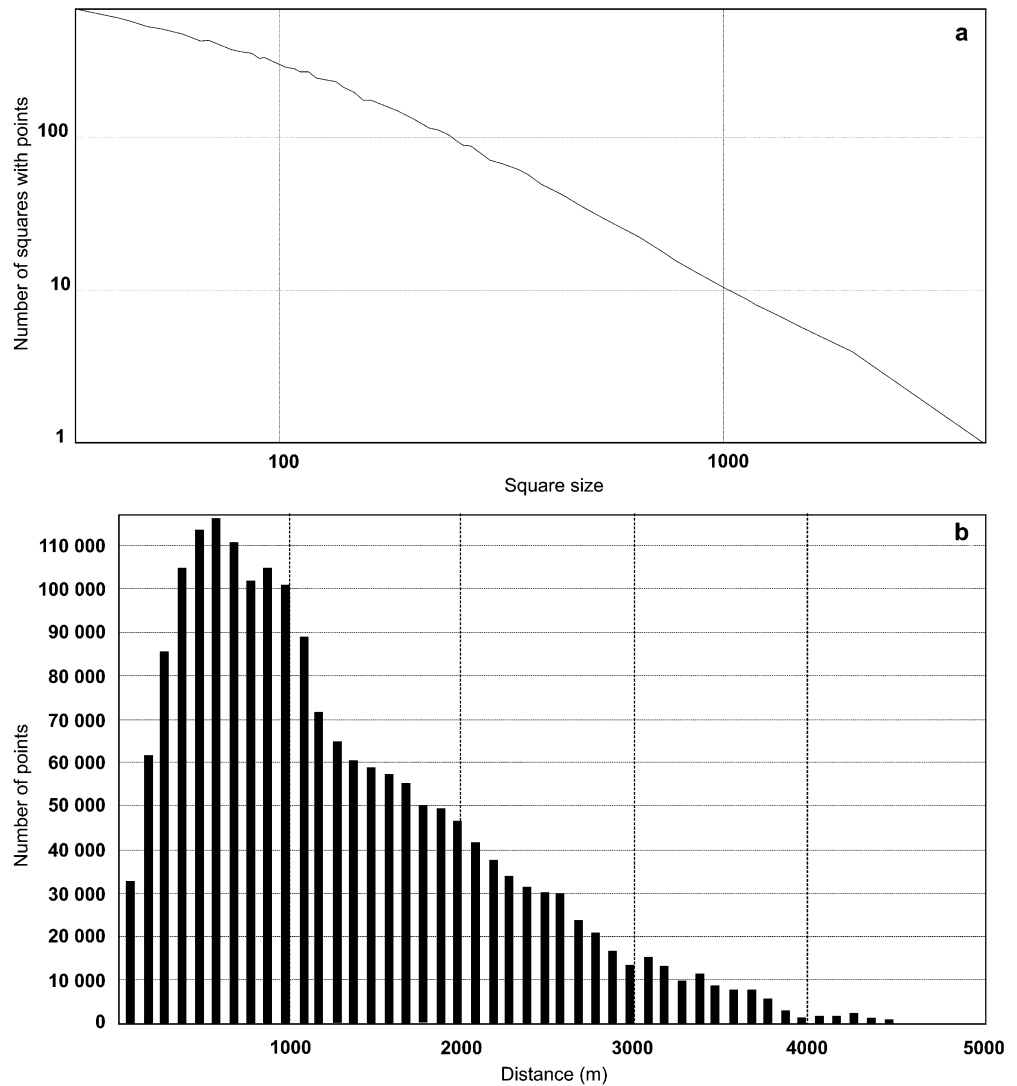 a
Number of squares with points
100
10
1
100 1000
Square size
b
Number of points
110 000
100 000
90 000
80 000
70 000
60 000
50 000
40 000
30 000
20 000
10 000
0
1000 2000 3000 4000 5000
Distance (m)